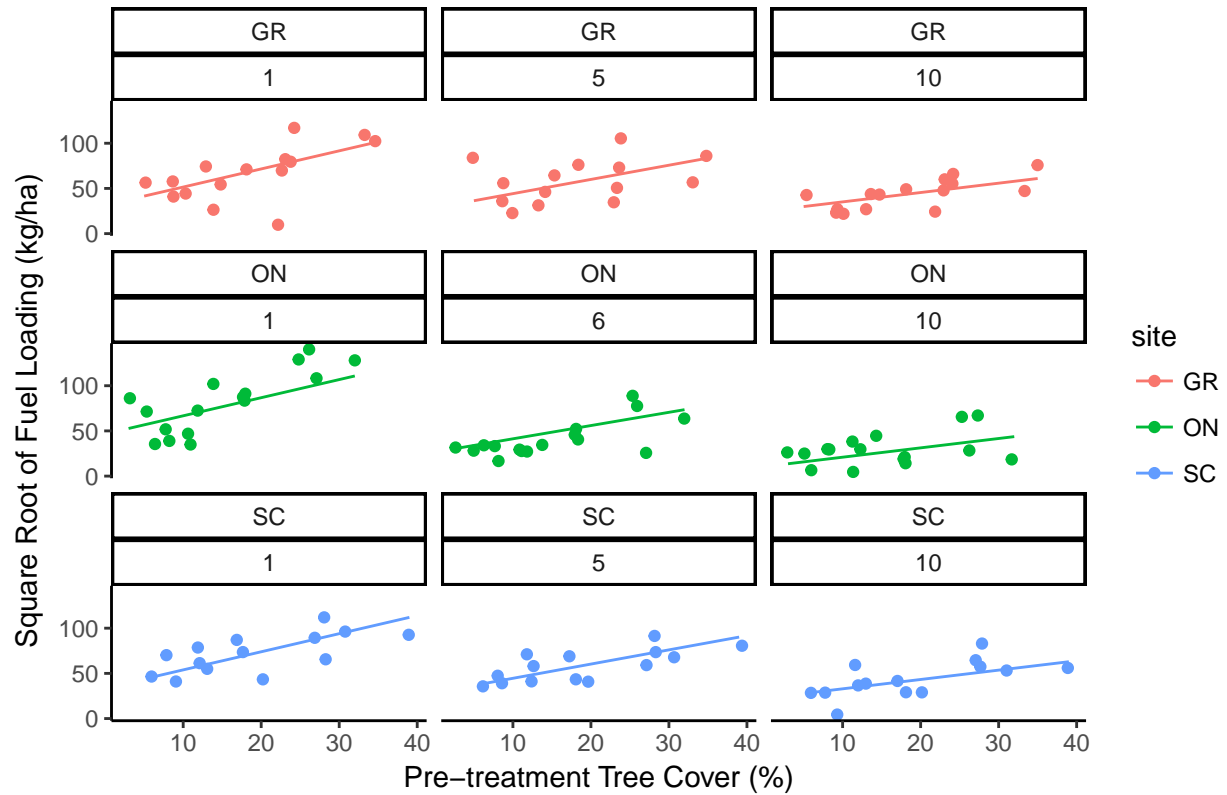 GR GR GR
1 5 10
100
50
0
ON ON ON
1 6 10
100
50
0
SC SC SC
1 5 10
100
50
0
10 20 30 40 10 20 30 40 10 20 30 40
Pre−treatment Tree Cover (%)
Square Root of Fuel Loading (kg/ha)
site
GR
ON
SC